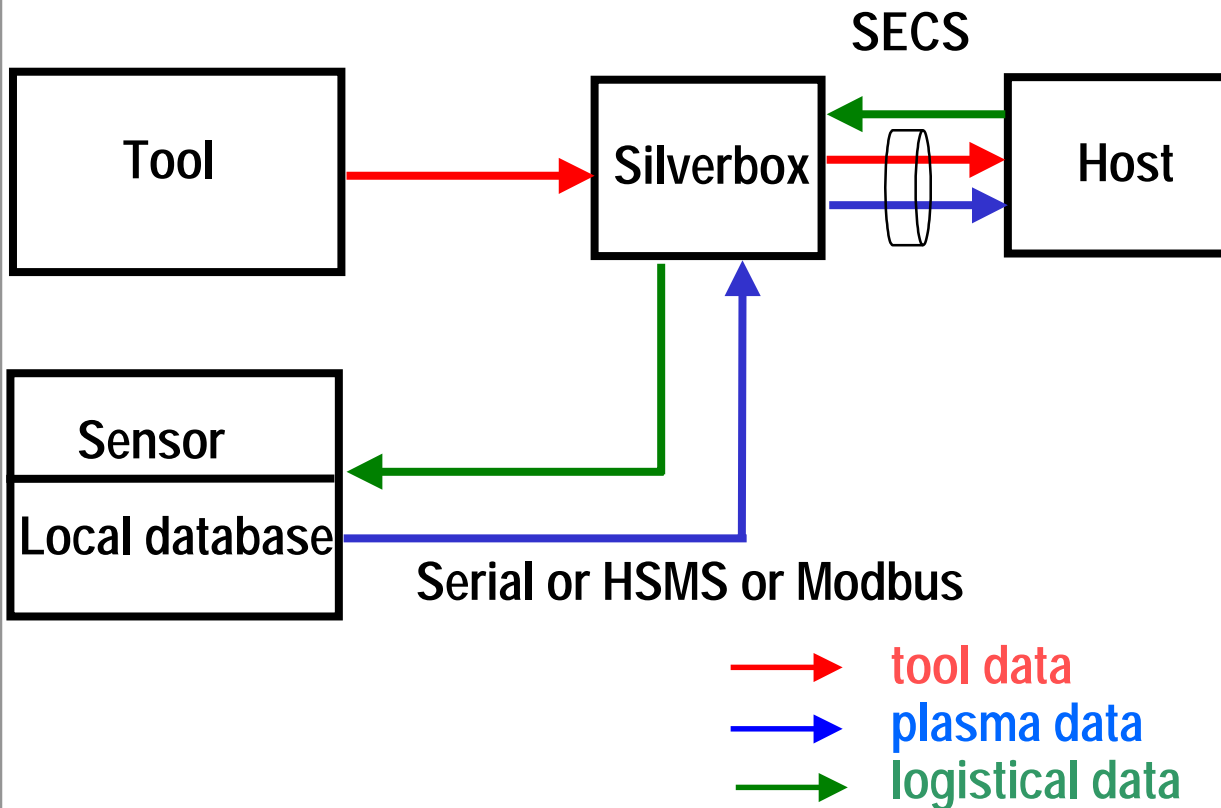 SECS
Tool
Silverbox
Host
Sensor
Local database
Serial or HSMS or Modbus
tool data
plasma data
logistical data